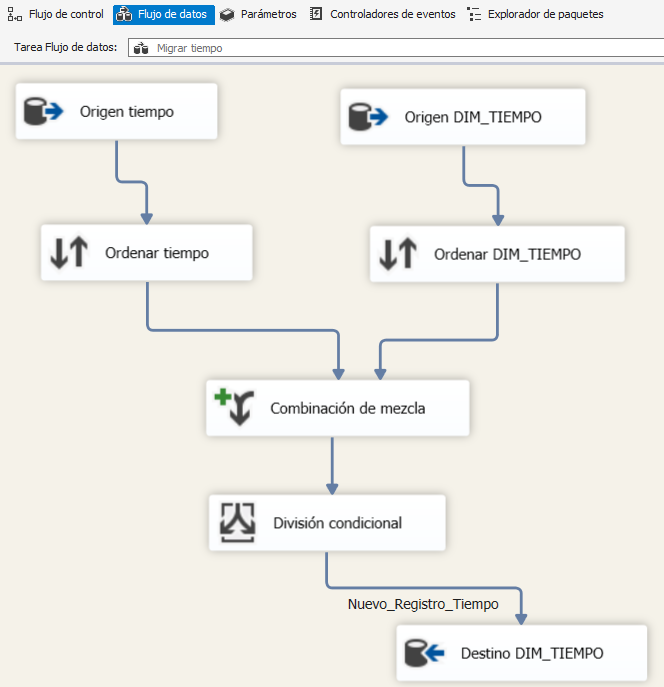 Flujo de control Flujo de datos Parámetros Controladores de eventos Explorador de paquetes
Tarea Flujo de datos: Migrar tiempo
Origen tiempo
Origen DIM_TIEMPO
Ordenar tiempo
Ordenar DIM_TIEMPO
Combinación de mezcla
División condicional
Nuevo_Registro_Tiempo
Destino DIM_TIEMPO